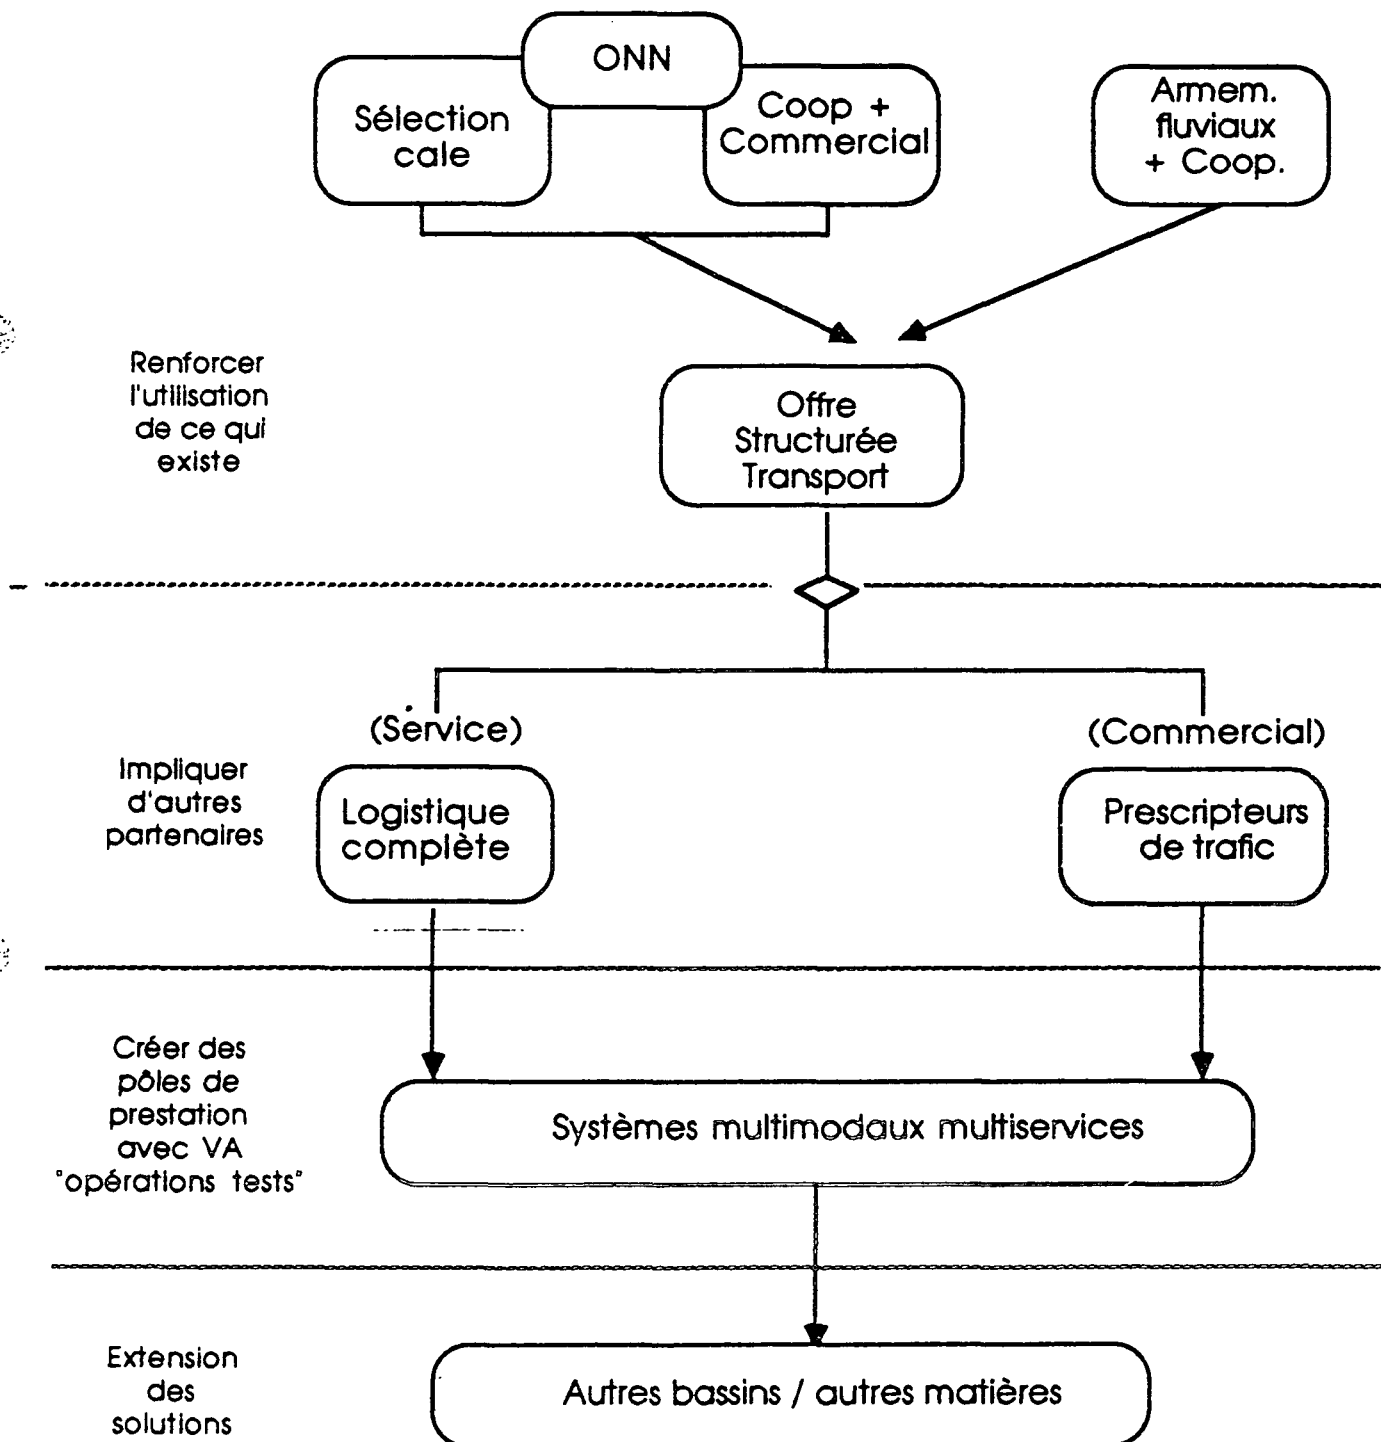 ONN
Sélection
cale
Coop +
Commercial
Armem.
fluviaux
+ Coop.
Renforcer
l'utilisation
de ce qui
existe
Offre
Structurée
Transport
(Service)
(Commercial)
Impliquer
d'autres
partenaires
Logistique
complète
Prescripteurs
de trafic
Créer des
pôles de
prestation
avec VA
"opérations tests"
Systèmes multimodaux multiservices
Extension
des
solutions
Autres bassins / autres matières